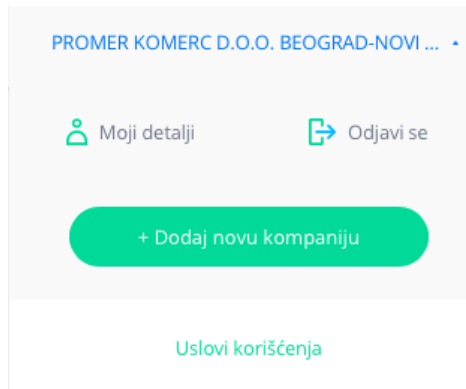 PROMER KOMERC D.O.O. BEOGRAD-NOVI ...
Moji detalji
Odjavi se
+ Dodaj novu kompaniju
Uslovi korišćenja